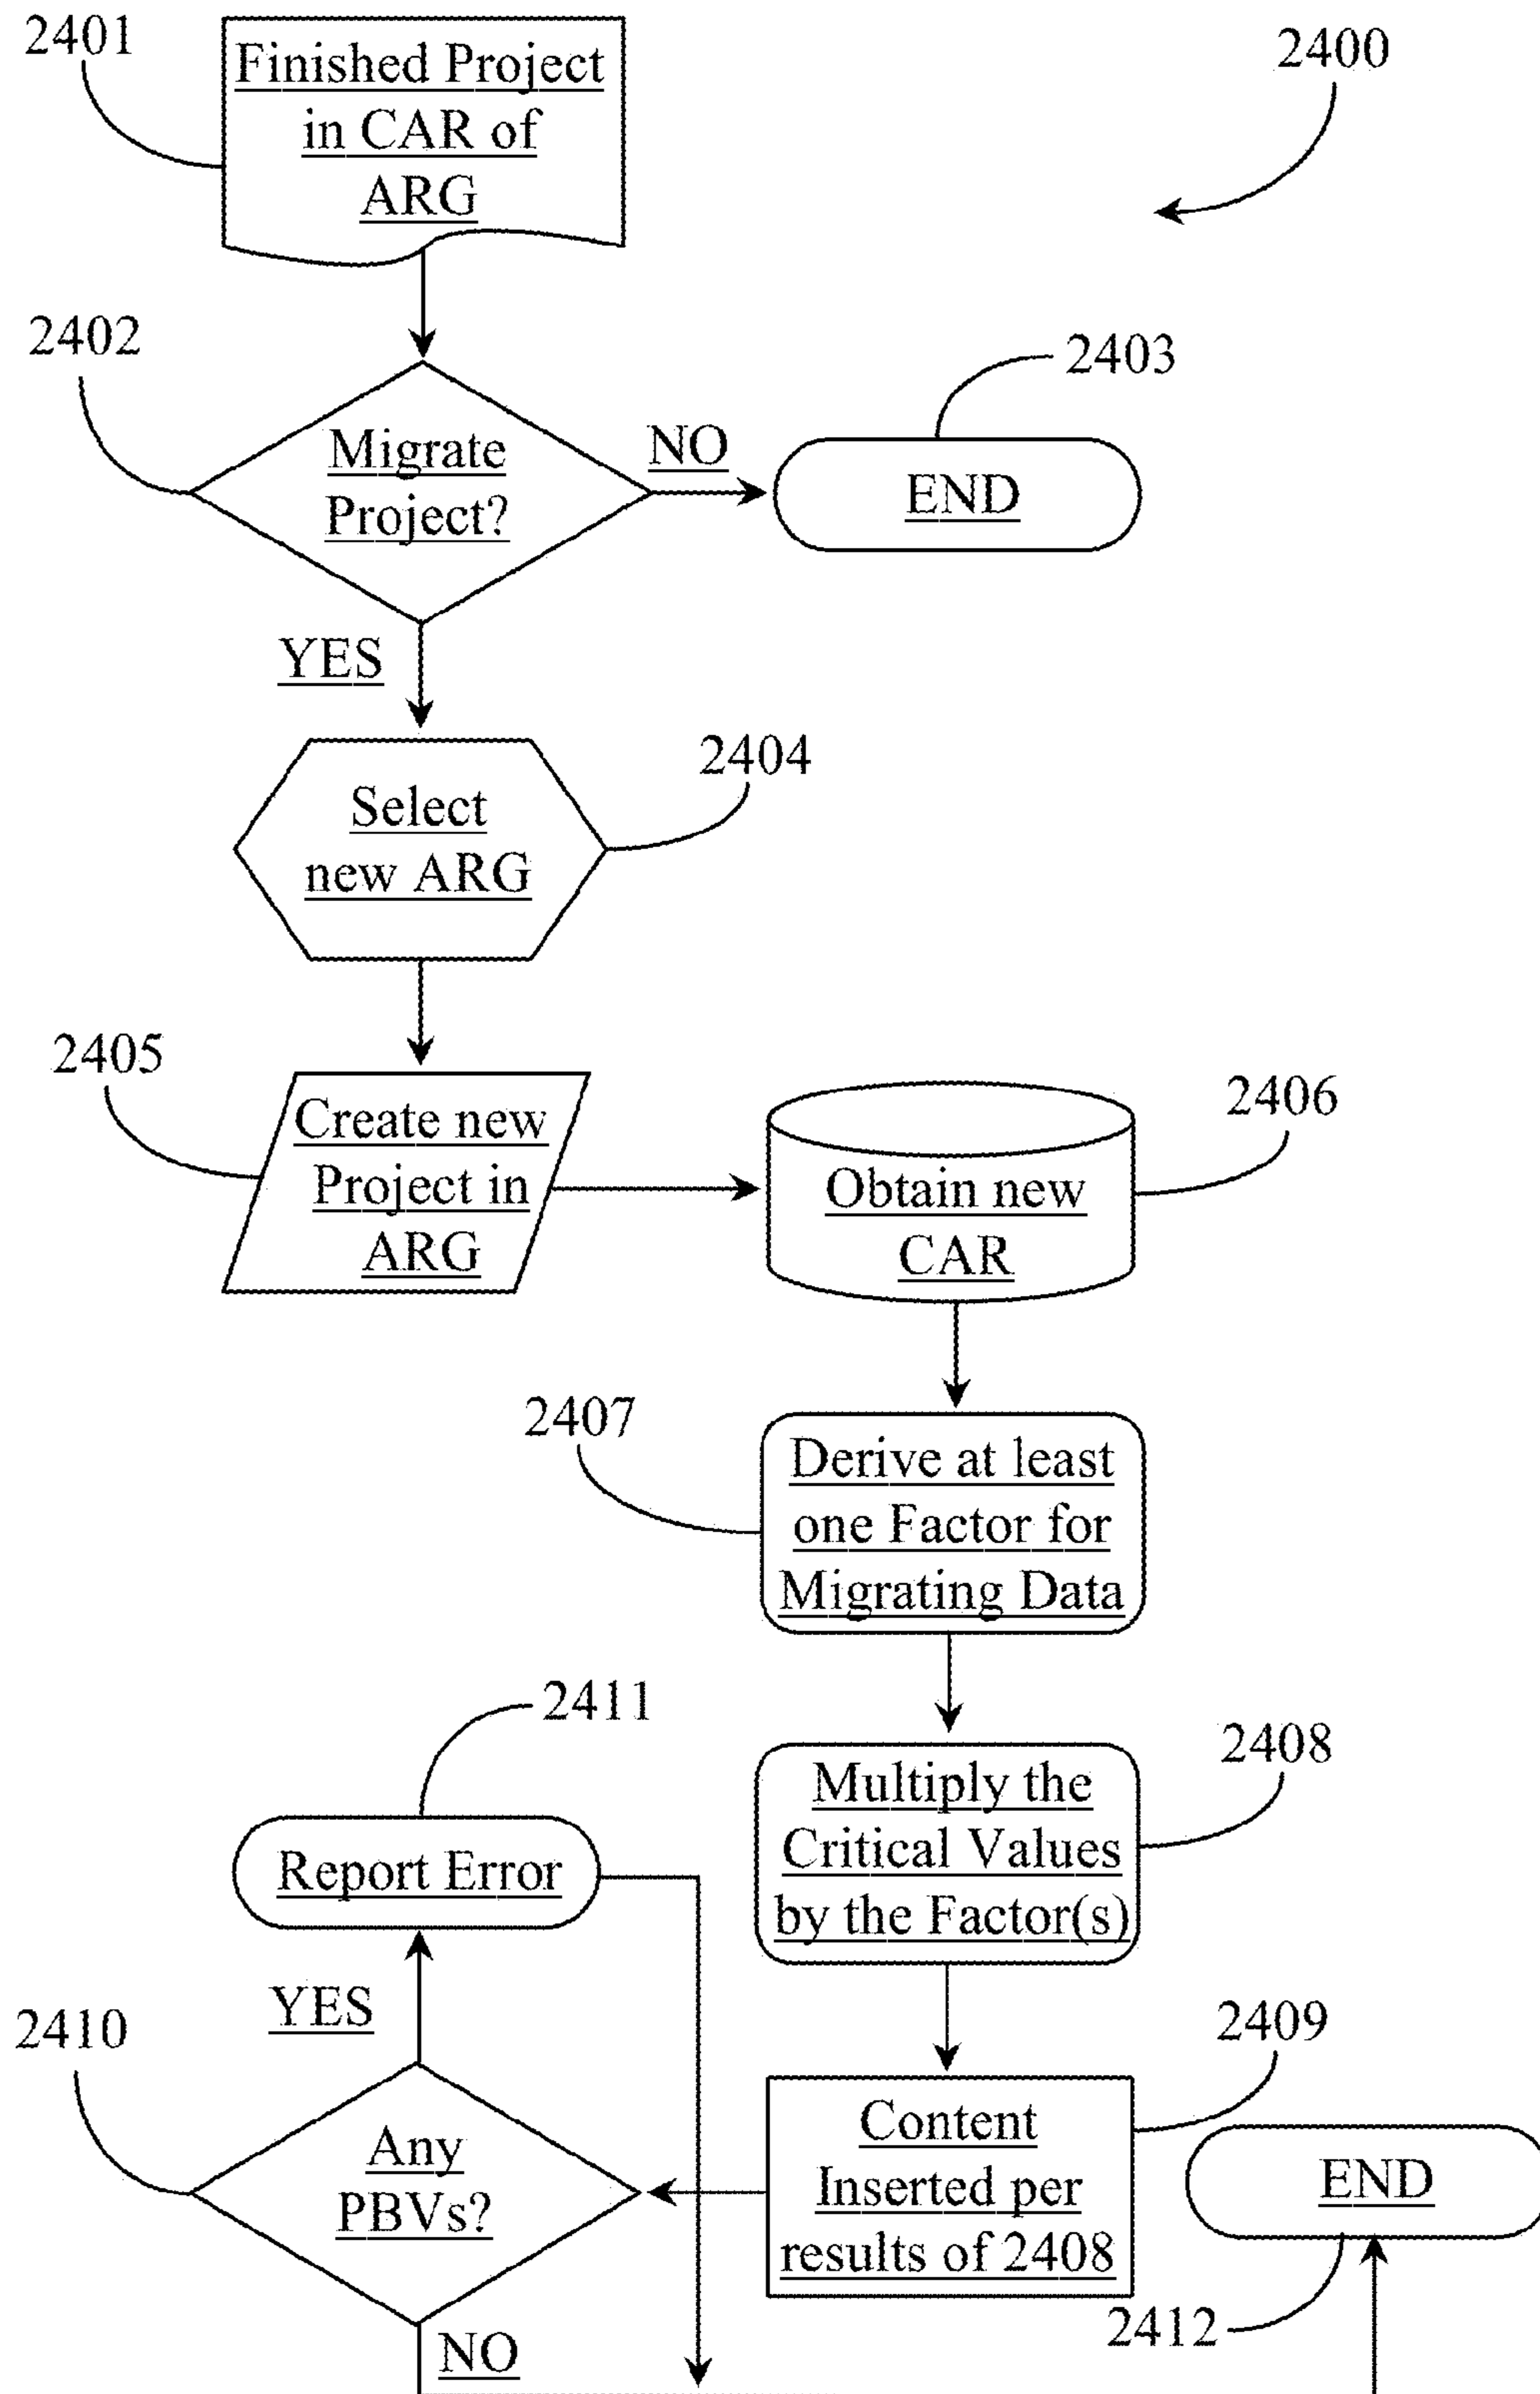 2401
Finished Project
in CAR of
ARG
2400
2402
Migrate
Project?
NO
2403
END
YES
2404
Select
new ARG
2405
Create new
Project in
ARG
2406
Obtain new
CAR
2407
Derive at least
one Factor for
Migrating Data
2408
Multiply the
Critical Values
by the Factor(s)
2409
Content
Inserted per
results of 2408
2410
Any
PBVs?
YES
2411
Report Error
NO
2412
END